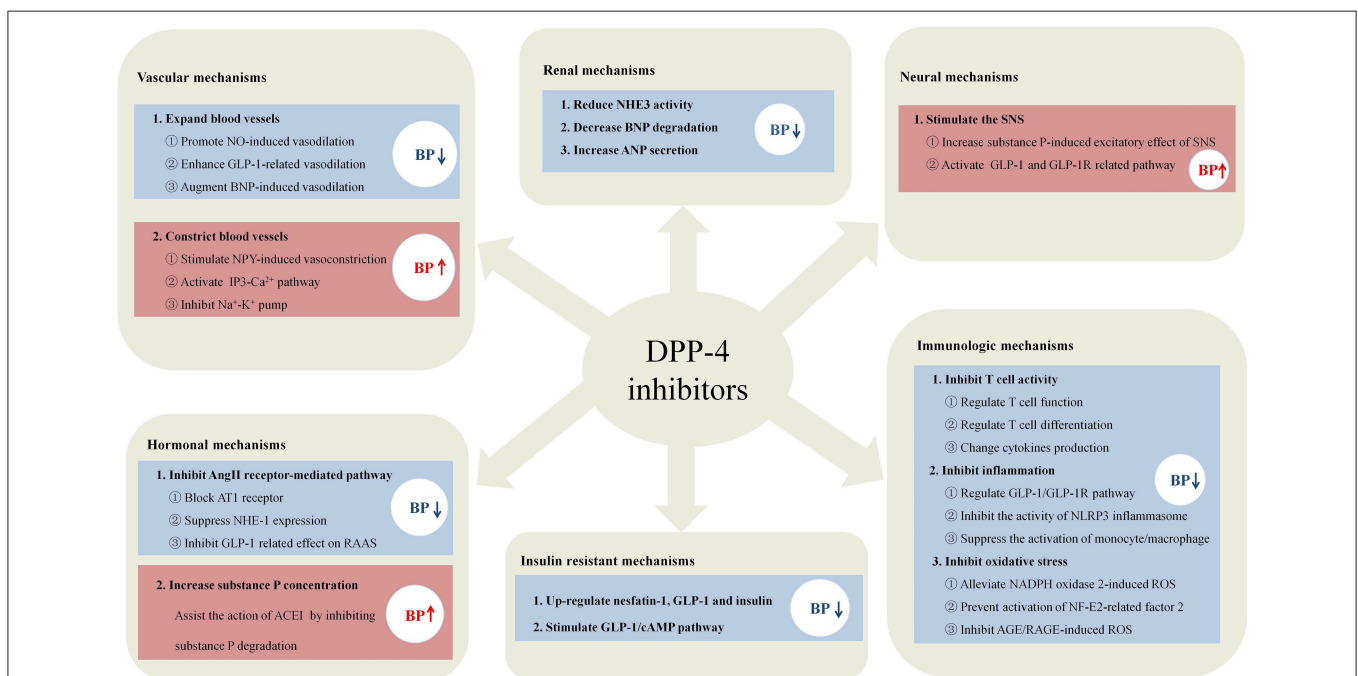 Vascular mechanisms
1. Expand blood vessels
① Promote NO-induced vasodilation
② Enhance GLP-1-related vasodilation
③ Augment BNP-induced vasodilation
BP↓
2. Constrict blood vessels
① Stimulate NPY-induced vasoconstriction
② Activate IP3-Ca²⁺ pathway
③ Inhibit Na⁺-K⁺ pump
BP↑
Renal mechanisms
1. Reduce NHE3 activity
2. Decrease BNP degradation
3. Increase ANP secretion
BP↓
Neural mechanisms
1. Stimulate the SNS
① Increase substance P-induced excitatory effect of SNS
② Activate GLP-1 and GLP-1R related pathway
BP↑
DPP-4
inhibitors
Hormonal mechanisms
1. Inhibit AngII receptor-mediated pathway
① Block AT1 receptor
② Suppress NHE-1 expression
③ Inhibit GLP-1 related effect on RAAS
BP↓
2. Increase substance P concentration
Assist the action of ACEI by inhibiting
substance P degradation
BP↑
Insulin resistant mechanisms
1. Up-regulate nesfatin-1, GLP-1 and insulin
2. Stimulate GLP-1/cAMP pathway
BP↓
Immunologic mechanisms
1. Inhibit T cell activity
① Regulate T cell function
② Regulate T cell differentiation
③ Change cytokines production
2. Inhibit inflammation
① Regulate GLP-1/GLP-1R pathway
② Inhibit the activity of NLRP3 inflammasome
③ Suppress the activation of monocyte/macrophage
3. Inhibit oxidative stress
① Alleviate NADPH oxidase 2-induced ROS
② Prevent activation of NF-E2-related factor 2
③ Inhibit AGE/RAGE-induced ROS
BP↓